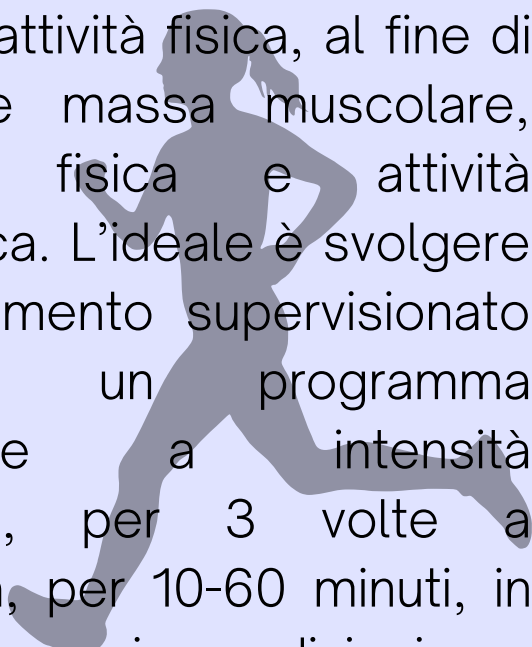 attività fisica, al fine di
e massa muscolare,
fisica e attività
ca. L’ideale è svolgere
mento supervisionato
un programma
e a intensità
, per 3 volte a
, per 10-60 minuti, in